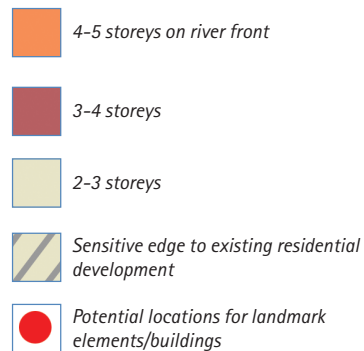 4-5 storeys on river front
3-4 storeys
2-3 storeys
Sensitive edge to existing residential
development
Potential locations for landmark
elements/buildings